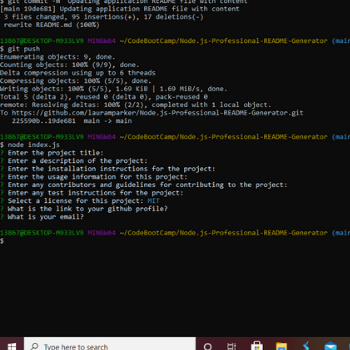 $ git commit -m "Updating application README file with content
[main 19de681] Updating application README file with content
 3 files changed, 95 insertions(+), 17 deletions(-)
 rewrite README.md (100%)
13867@DESKTOP-M933LV9 MINGW64 ~/CodeBootCamp/Node.js-Professional-README-Generator (main
$ git push
Enumerating objects: 9, done.
Counting objects: 100% (9/9), done.
Delta compression using up to 6 threads
Compressing objects: 100% (5/5), done.
Writing objects: 100% (5/5), 1.69 KiB | 1.69 MiB/s, done.
Total 5 (delta 2), reused 0 (delta 0), pack-reused 0
remote: Resolving deltas: 100% (2/2), completed with 1 local object.
To https://github.com/lauramparker/Node.js-Professional-README-Generator.git
   225590b..19de681  main -> main
13867@DESKTOP-M933LV9 MINGW64 ~/CodeBootCamp/Node.js-Professional-README-Generator (main
$ node index.js
? Enter the project title:
? Enter a description of the project:
? Enter the installation instructions for the project:
? Enter the usage information for this project:
? Enter any contributors and guidelines for contributing to the project:
? Enter any test instructions for the project:
? Select a license for this project: MIT
? What is the link to your github profile?
? What is your email?
13867@DESKTOP-M933LV9 MINGW64 ~/CodeBootCamp/Node.js-Professional-README-Generator (main
$
Type here to search